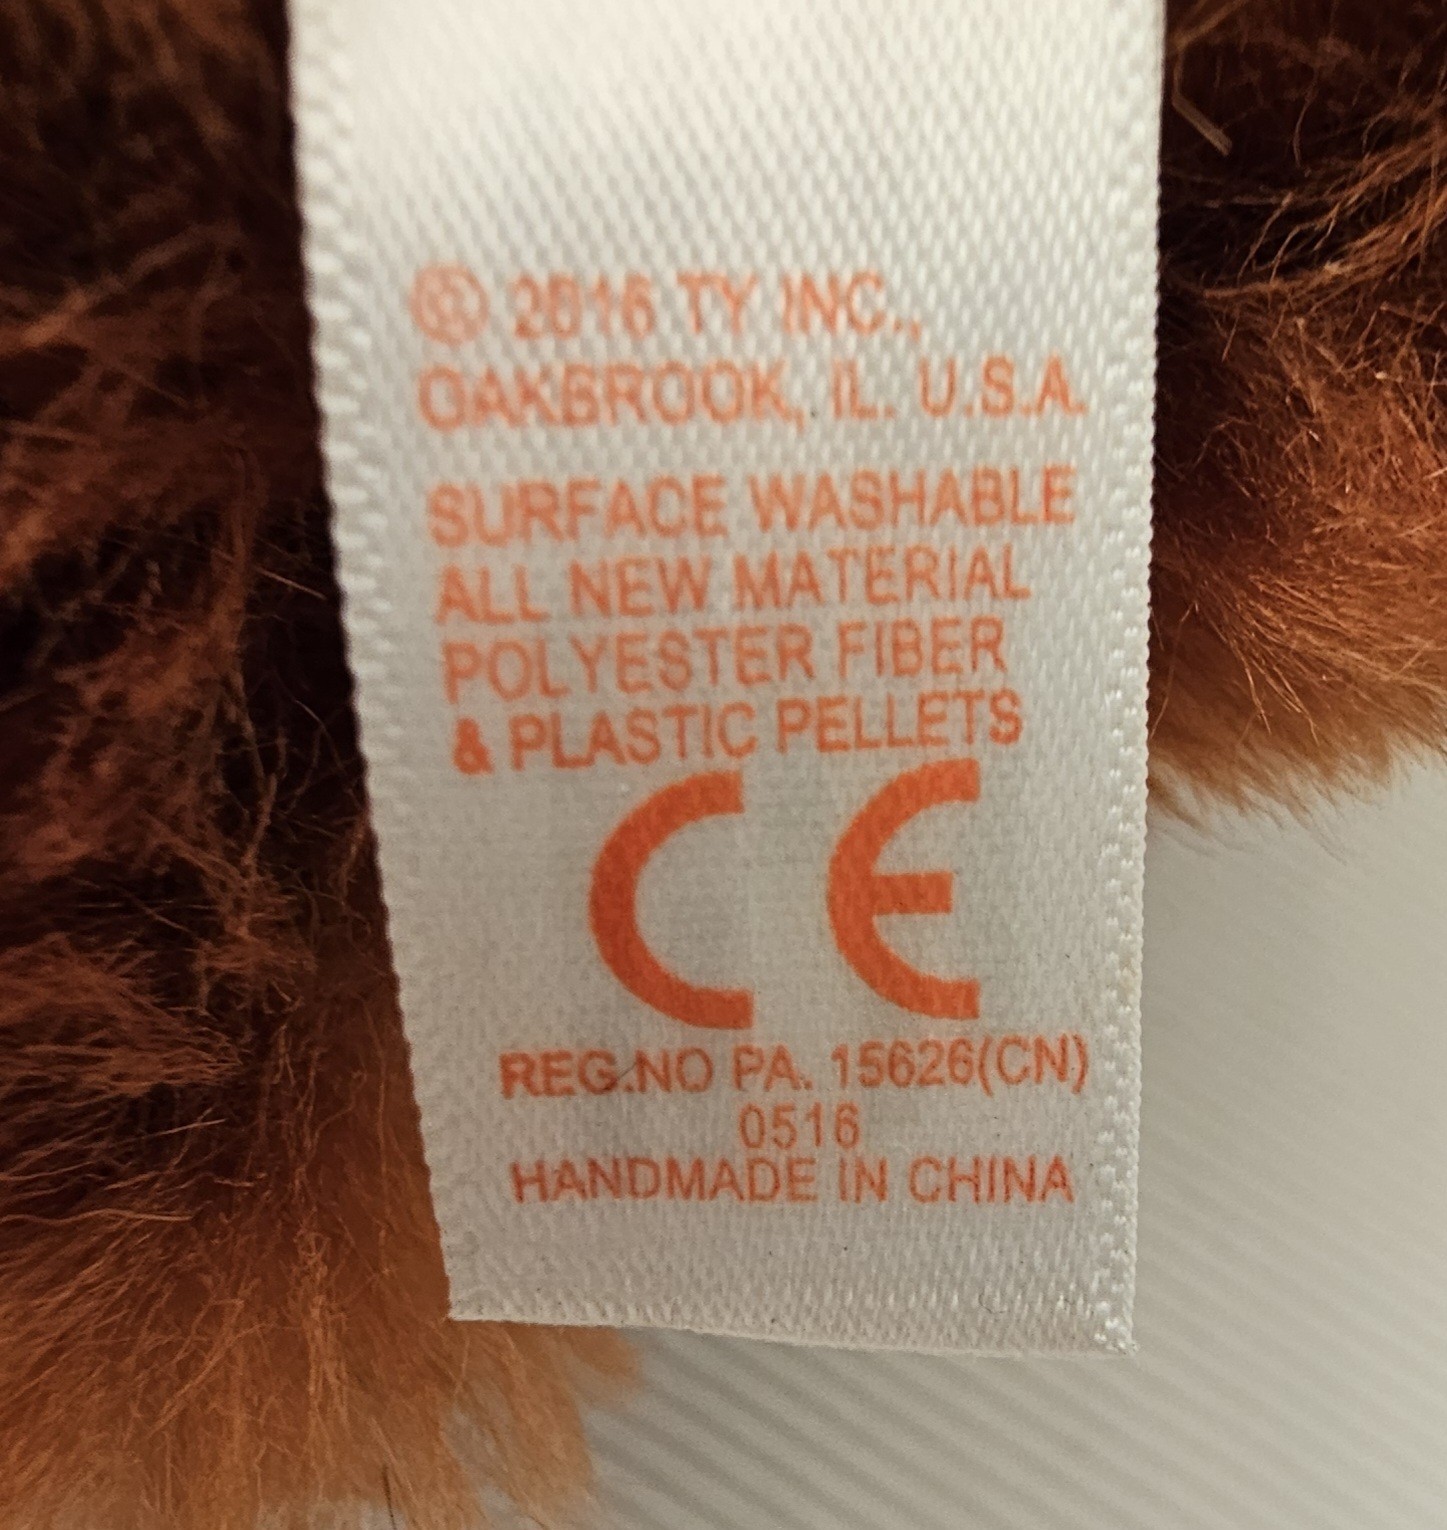 © 2016 TY INC.,
OAKBROOK, IL. U.S.A.
SURFACE WASHABLE
ALL NEW MATERIAL
POLYESTER FIBER
& PLASTIC PELLETS
CE
REG.NO PA. 15626(CN)
0516
HANDMADE IN CHINA